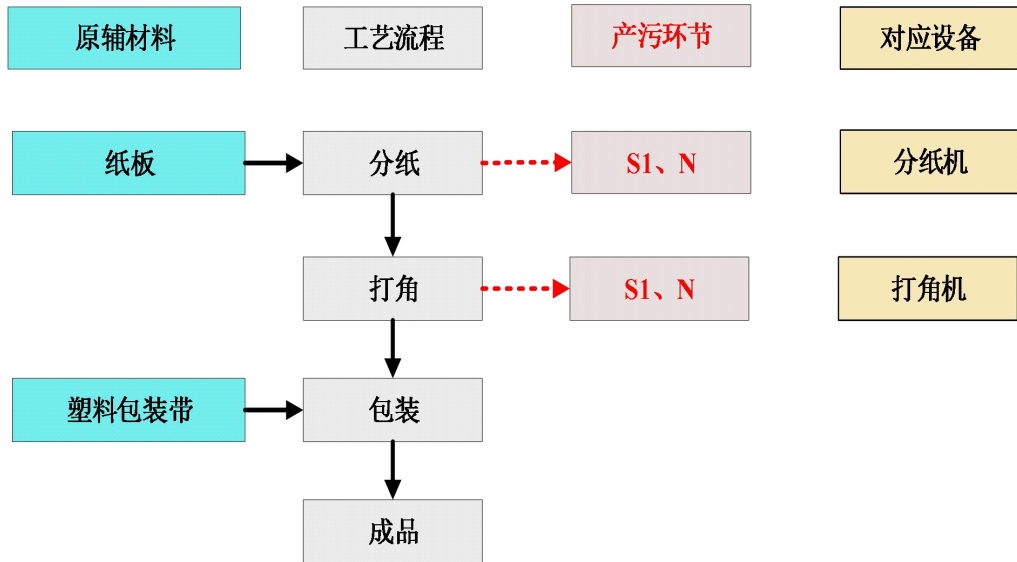 原辅材料
工艺流程
产污环节
对应设备
纸板
分纸
S1、N
分纸机
打角
S1、N
打角机
塑料包装带
包装
成品